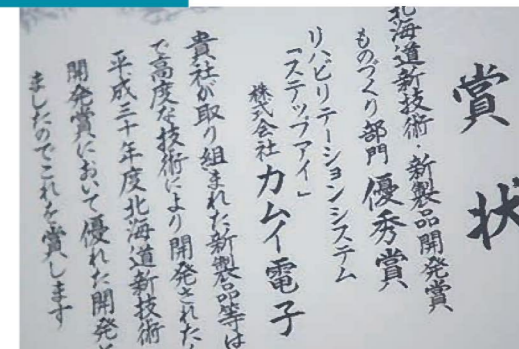 賞状
北海道新技術・新製品開発賞
ものづくり部門 優秀賞
リハビリテーションシステム
「ステップアイ」
株式会社 カムイ電子
貴社が取り組まれた新製品等は
で高度な技術により開発された
平成三十年度北海道新技術
開発賞において優れた開発
ましたのでこれを賞します